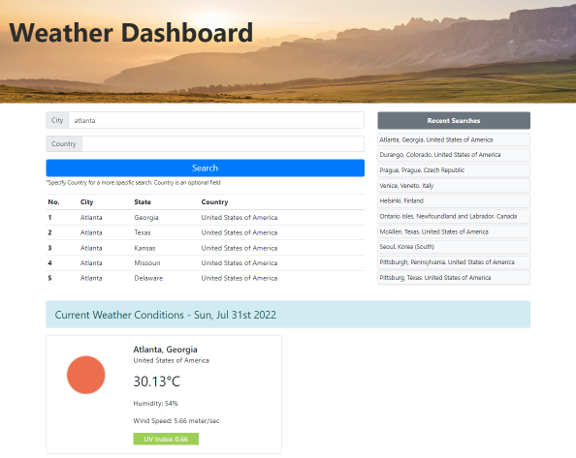 Weather Dashboard
City atlanta
Country
Search
*Specify Country for a more specific search. Country is an optional field
No. City State Country
1 Atlanta Georgia United States of America
2 Atlanta Texas United States of America
3 Atlanta Kansas United States of America
4 Atlanta Missouri United States of America
5 Atlanta Delaware United States of America
Recent Searches
Atlanta, Georgia. United States of America
Durango, Colorado. United States of America
Prague, Prague. Czech Republic
Venice, Veneto. Italy
Helsinki. Finland
Ontario Isles, Newfoundland and Labrador. Canada
McAllen, Texas. United States of America
Seoul. Korea (South)
Pittsburgh, Pennsylvania. United States of America
Pittsburg, Texas. United States of America
Current Weather Conditions - Sun, Jul 31st 2022
Atlanta, Georgia
United States of America
30.13°C
Humidity: 54%
Wind Speed: 5.66 meter/sec
UV Index: 0.66